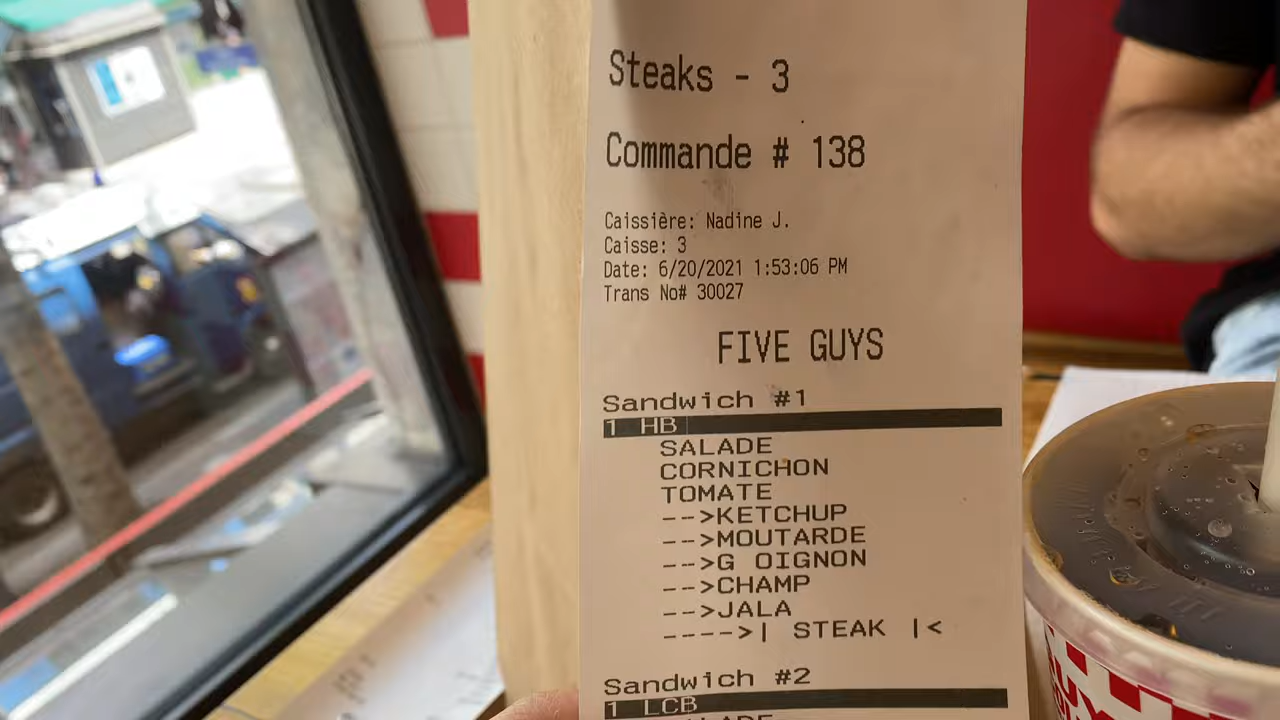 Steaks - 3
Commande # 138
Caissière: Nadine J.
Caisse: 3
Date: 6/20/2021 1:53:06 PM
Trans No# 30027
FIVE GUYS
Sandwich #1
1 HB
SALADE
CORNICHON
TOMATE
-->KETCHUP
-->MOUTARDE
-->G OIGNON
-->CHAMP
-->JALA
---->| STEAK |<
Sandwich #2
1 LCB